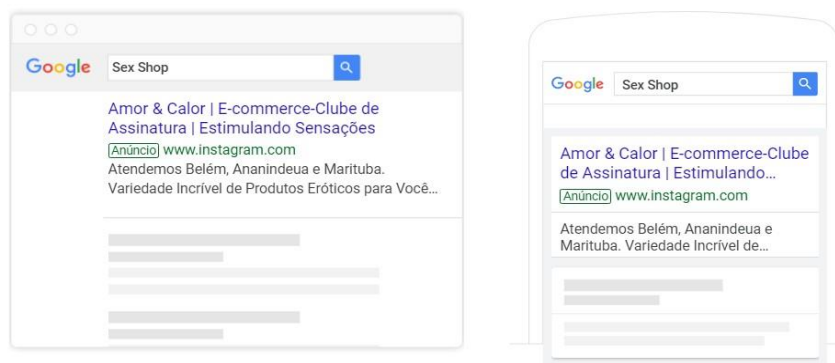 Google Sex Shop
Amor & Calor | E-commerce-Clube de
Assinatura | Estimulando Sensações
Anúncio www.instagram.com
Atendemos Belém, Ananindeua e Marituba.
Variedade Incrível de Produtos Eróticos para Você...
Google Sex Shop
Amor & Calor | E-commerce-Clube
de Assinatura | Estimulando...
Anúncio www.instagram.com
Atendemos Belém, Ananindeua e
Marituba. Variedade Incrível de...